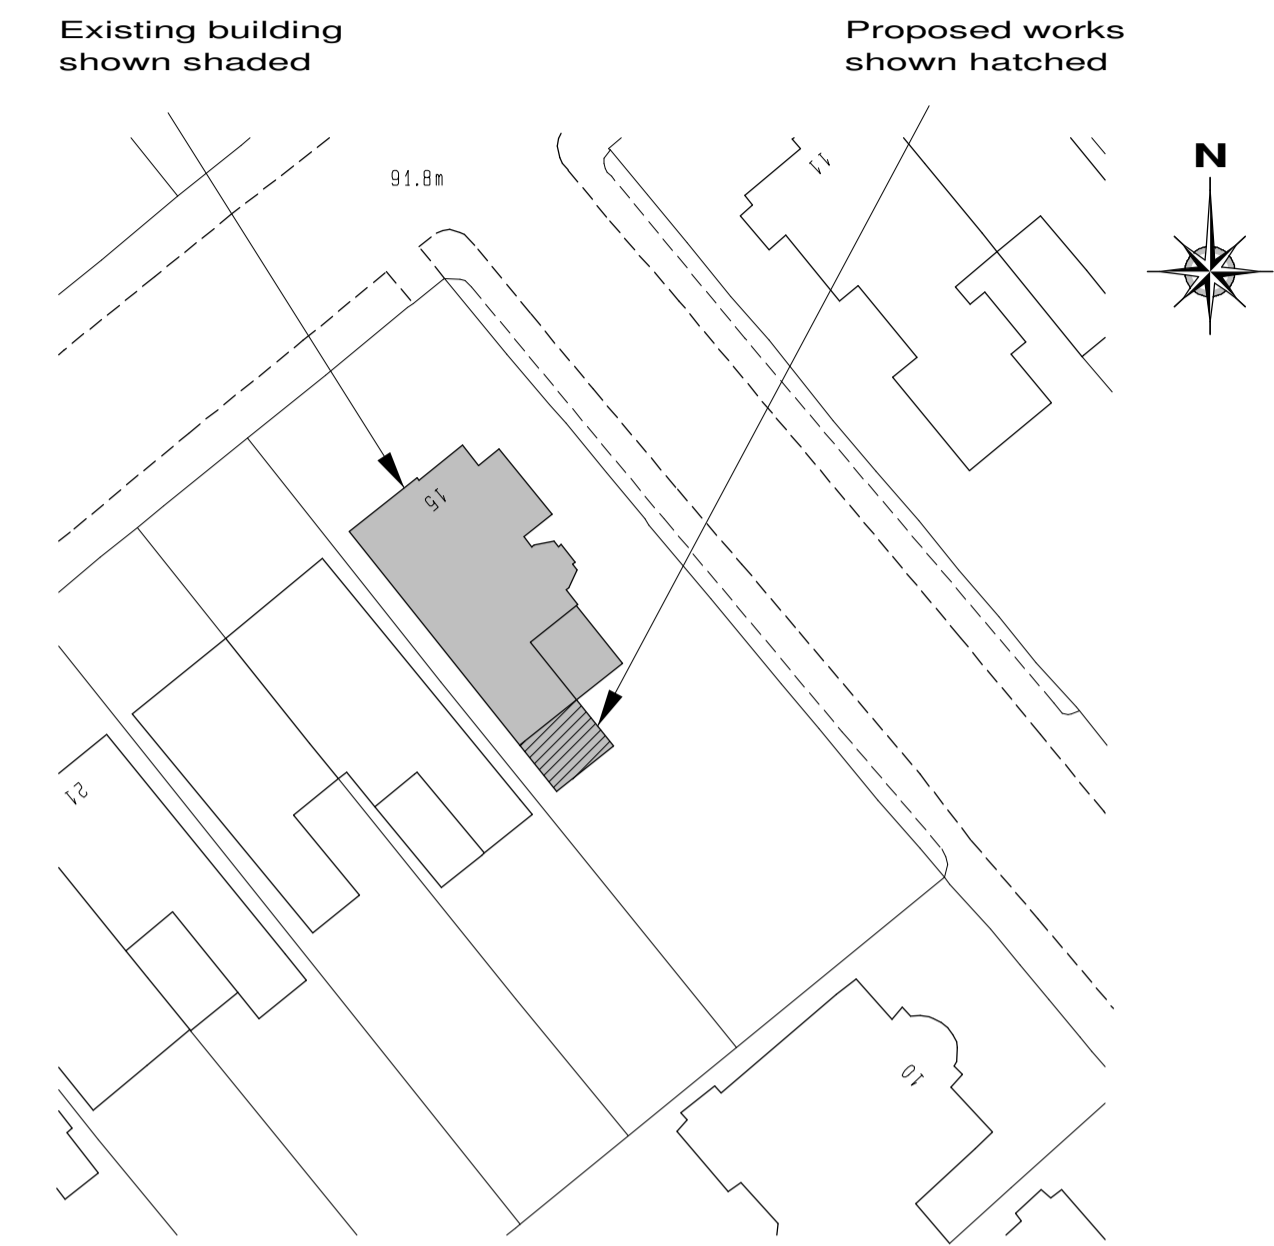 Existing building
shown shaded
Proposed works
shown hatched
N
91.8m
11
15
21
10